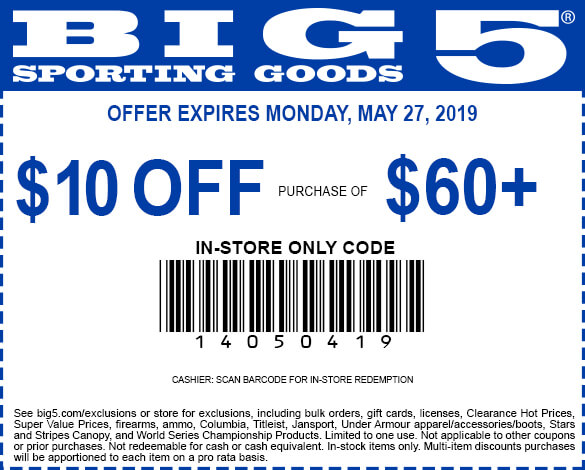 BIG 5®
SPORTING GOODS
OFFER EXPIRES MONDAY, MAY 27, 2019
$10 OFF PURCHASE OF $60+
IN-STORE ONLY CODE
14050419
CASHIER: SCAN BARCODE FOR IN-STORE REDEMPTION
See big5.com/exclusions or store for exclusions, including bulk orders, gift cards, licenses, Clearance Hot Prices,
Super Value Prices, firearms, ammo, Columbia, Titleist, Jansport, Under Armour apparel/accessories/boots, Stars
and Stripes Canopy, and World Series Championship Products. Limited to one use. Not applicable to other coupons
or prior purchases. Not redeemable for cash or cash equivalent. In-stock items only. Multi-item discounts purchases
will be apportioned to each item on a pro rata basis.